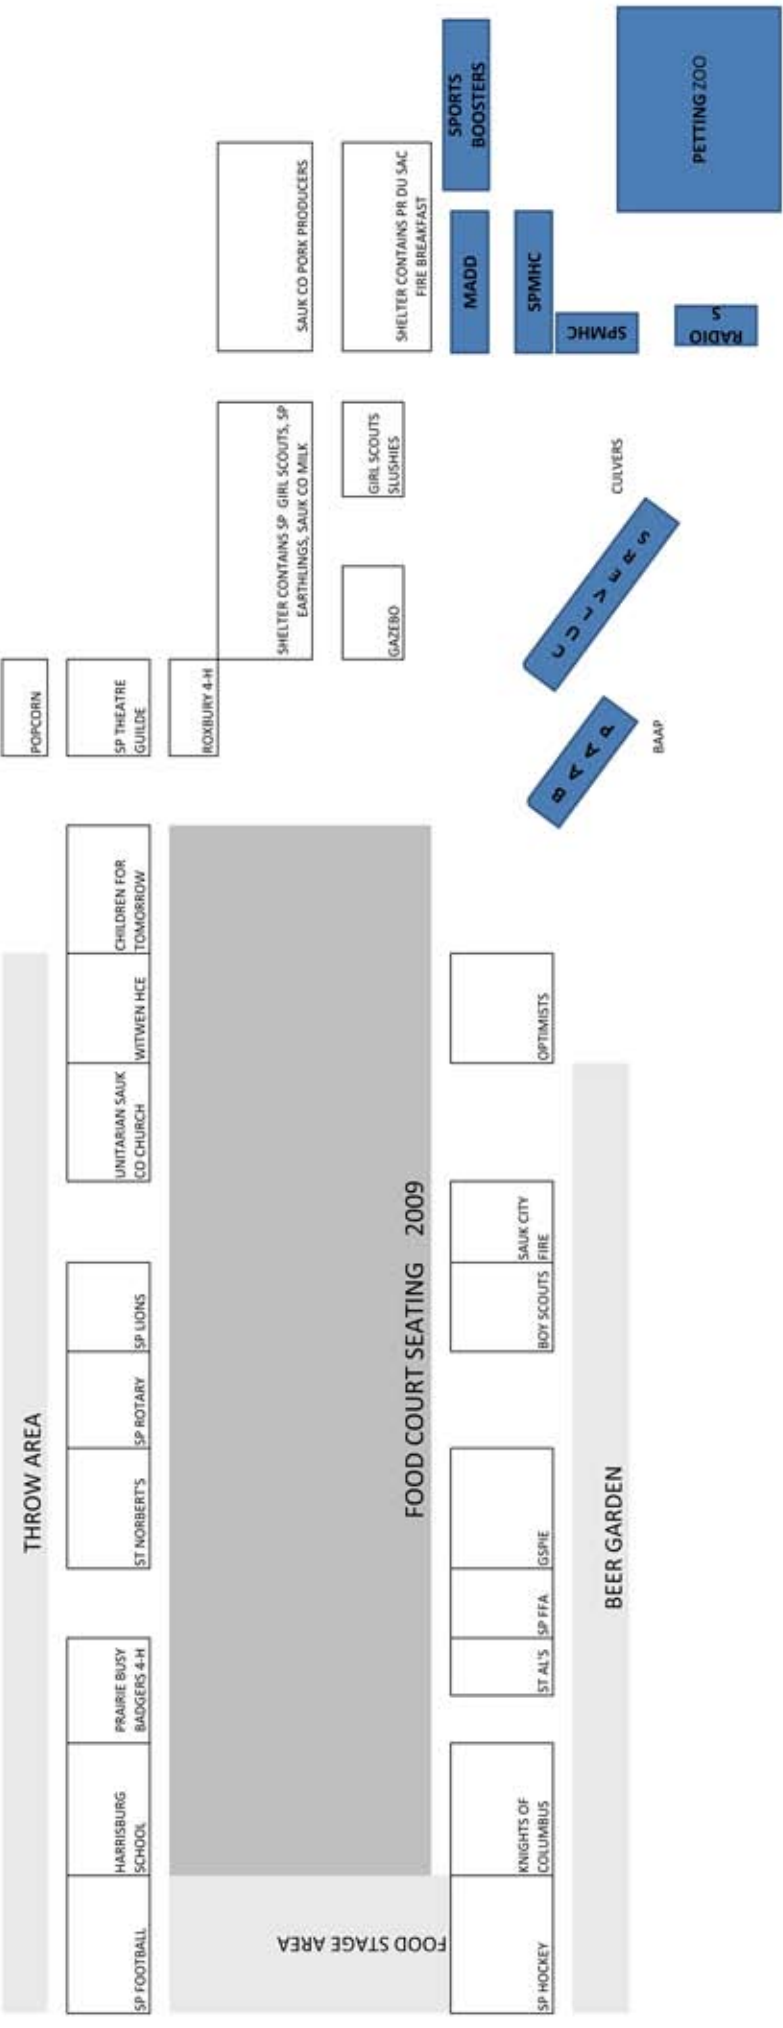 THROW AREA
POPCORN
SP FOOTBALL
HARRISBURG
SCHOOL
PRAIRIE BUSY
BADGERS 4-H
ST NORBERT'S
SP ROTARY
SP LIONS
UNITARIAN SAUK
CO CHURCH
WITWEN HCE
CHILDREN FOR
TOMORROW
SP THEATRE
GUILDE
ROXBURY 4-H
SHELTER CONTAINS SP GIRL SCOUTS, SP
EARTHLINGS, SAUK CO MILK
SAUK CO PORK PRODUCERS
FOOD STAGE AREA
FOOD COURT SEATING 2009
GAZEBO
GIRL SCOUTS
SLUSHIES
SHELTER CONTAINS PR DU SAC
FIRE BREAKFAST
SP HOCKEY
KNIGHTS OF
COLUMBUS
ST AL'S
SP FFA
GSPIE
BOY SCOUTS
SAUK CITY
FIRE
OPTIMISTS
MADD
SPORTS
BOOSTERS
SPMHC
SPMHC
BEER GARDEN
BAAP
BAAP
CULVERS
CULVERS
RADIO
S
PETTING ZOO